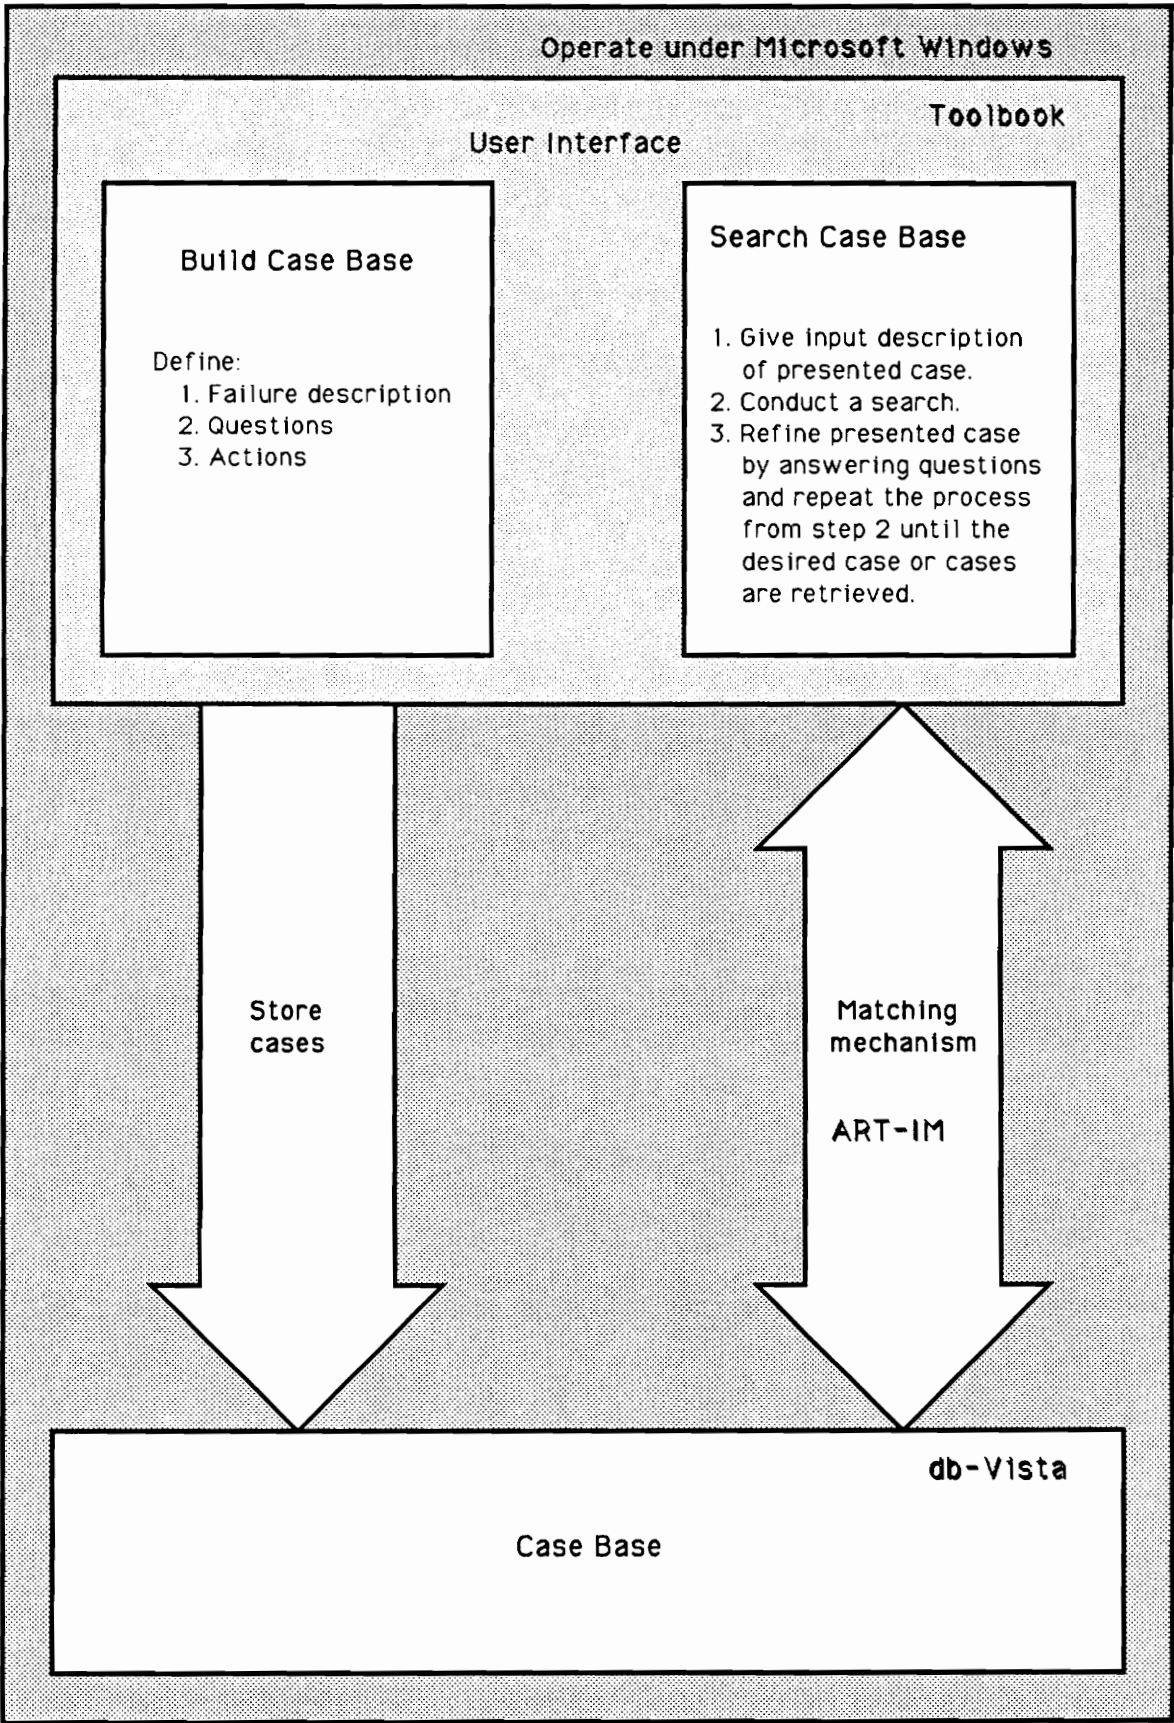 Operate under Microsoft Windows
Toolbook
User Interface
Build Case Base
Define:
1. Failure description
2. Questions
3. Actions
Search Case Base
1. Give input description
of presented case.
2. Conduct a search.
3. Refine presented case
by answering questions
and repeat the process
from step 2 until the
desired case or cases
are retrieved.
Store
cases
Matching
mechanism
ART-IM
db-Vista
Case Base